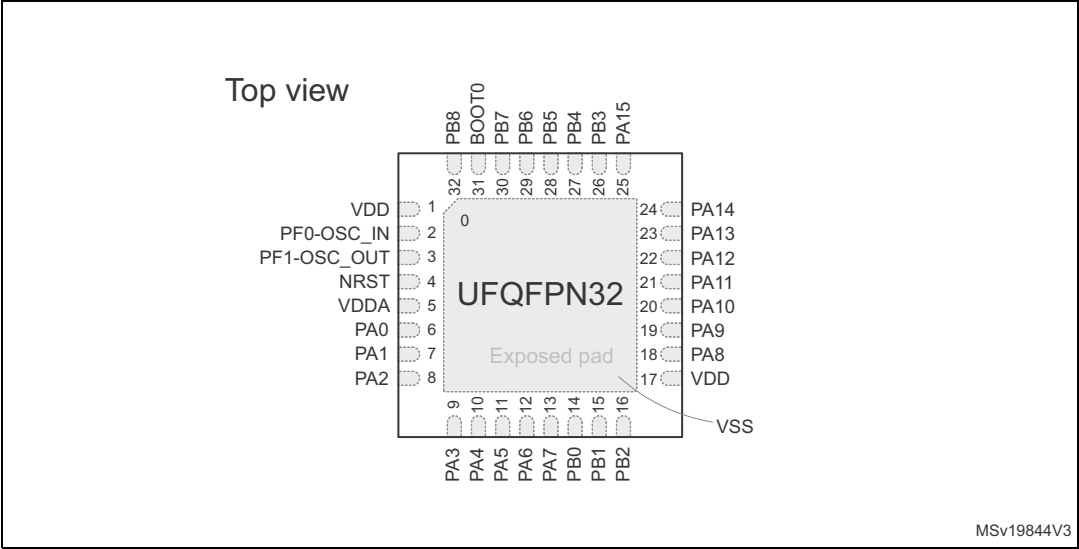 Top view
PB8 BOOT0 PB7 PB6 PB5 PB4 PB3 PA15
32 31 30 29 28 27 26 25
VDD 1 0 24 PA14
PF0-OSC_IN 2 23 PA13
PF1-OSC_OUT 3 22 PA12
NRST 4 UFQFPN32 21 PA11
VDDA 5 20 PA10
PA0 6 19 PA9
PA1 7 Exposed pad 18 PA8
PA2 8 17 VDD
9 10 11 12 13 14 15 16
VSS
PA3 PA4 PA5 PA6 PA7 PB0 PB1 PB2
MSv19844V3